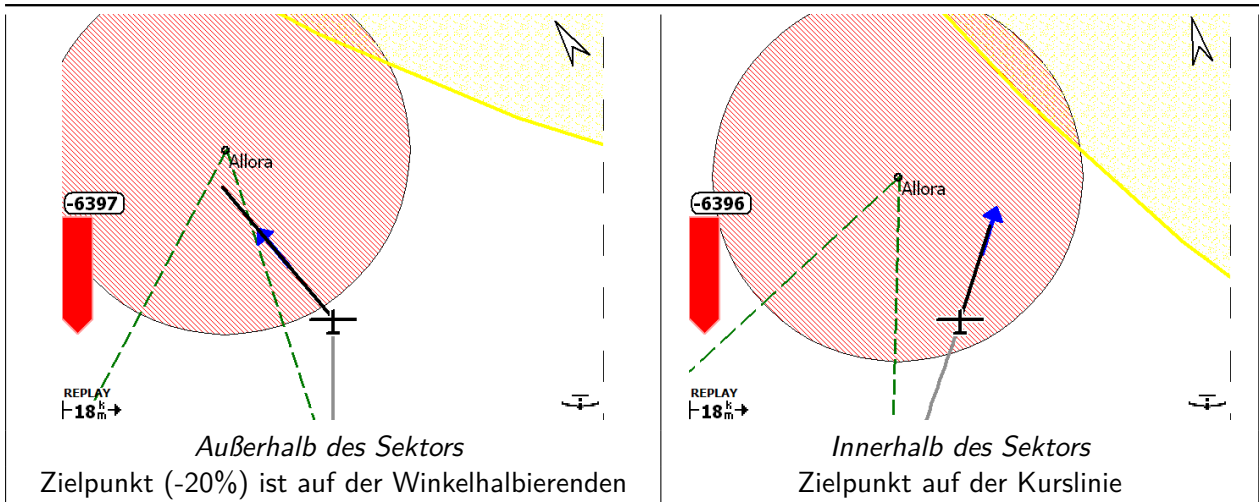 Allora
-6397
REPLAY
18 k m
Außerhalb des Sektors
Zielpunkt (-20%) ist auf der Winkelhalbierenden
Allora
-6396
REPLAY
18 k m
Innerhalb des Sektors
Zielpunkt auf der Kurslinie